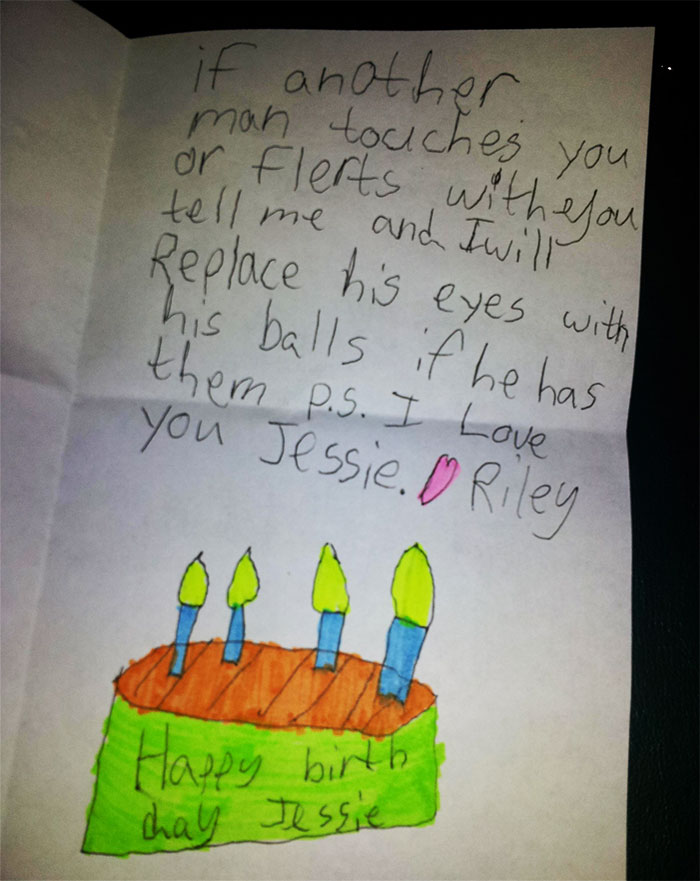 if another
man touches you
or flerts with you
tell me and I will
Replace his eyes with
his balls if he has
them p.s. I Love
you Jessie. Riley
Happy birth
day Jessie